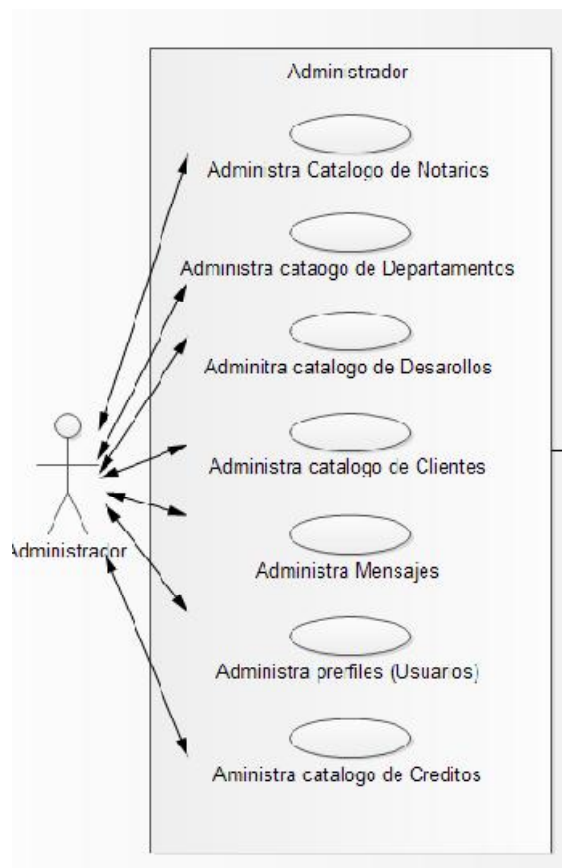 Administrador
Administra Catalogo de Notarios
Administra cataogo de Departamentos
Adminitra catalogo de Desarollos
Administra catalogo de Clientes
Administrador
Administra Mensajes
Administra prerfiles (Usuarios)
Aministra catalogo de Creditos